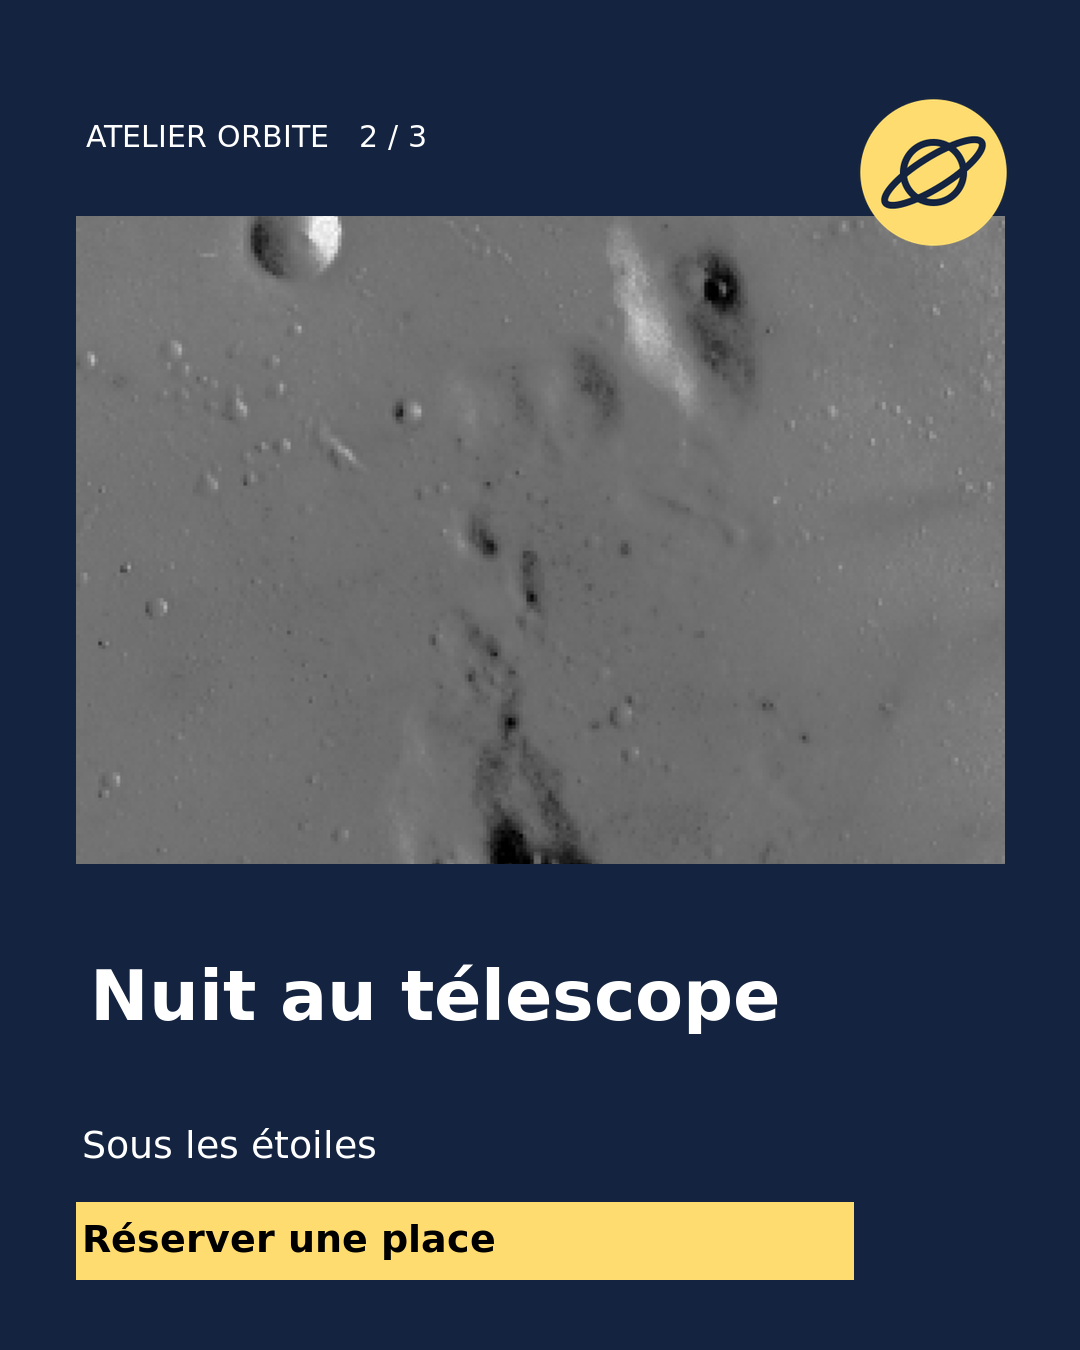 ATELIER ORBITE 2 / 3
Nuit au télescope
Sous les étoiles
Réserver une place